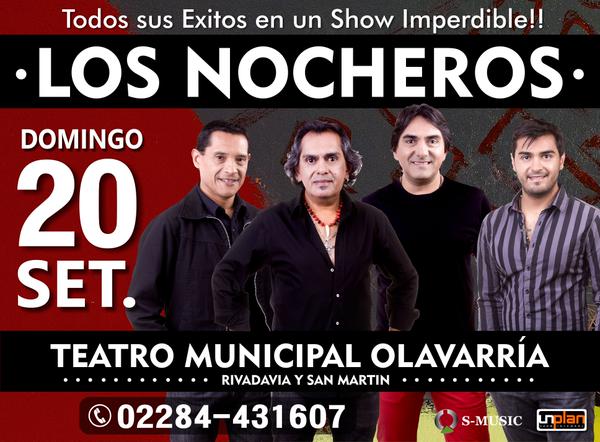 Todos sus Exitos en un Show Imperdible!!
·LOS NOCHEROS·
DOMINGO
20
SET.
TEATRO MUNICIPAL OLAVARRÍA
RIVADAVIA Y SAN MARTIN
02284-431607
S-MUSIC
unplan